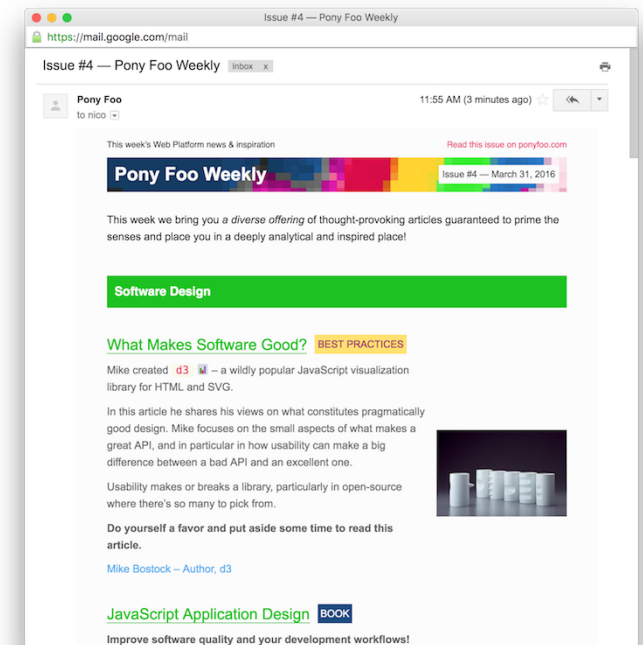 Issue #4 — Pony Foo Weekly
https://mail.google.com/mail
Issue #4 — Pony Foo Weekly Inbox x
Pony Foo 11:55 AM (3 minutes ago)
to nico
This week's Web Platform news & inspiration Read this issue on ponyfoo.com
Pony Foo Weekly Issue #4 — March 31, 2016
This week we bring you a diverse offering of thought-provoking articles guaranteed to prime the
senses and place you in a deeply analytical and inspired place!
Software Design
What Makes Software Good? BEST PRACTICES
Mike created d3 📊 – a wildly popular JavaScript visualization
library for HTML and SVG.
In this article he shares his views on what constitutes pragmatically
good design. Mike focuses on the small aspects of what makes a
great API, and in particular in how usability can make a big
difference between a bad API and an excellent one.
Usability makes or breaks a library, particularly in open-source
where there's so many to pick from.
Do yourself a favor and put aside some time to read this
article.
Mike Bostock – Author, d3
JavaScript Application Design BOOK
Improve software quality and your development workflows!